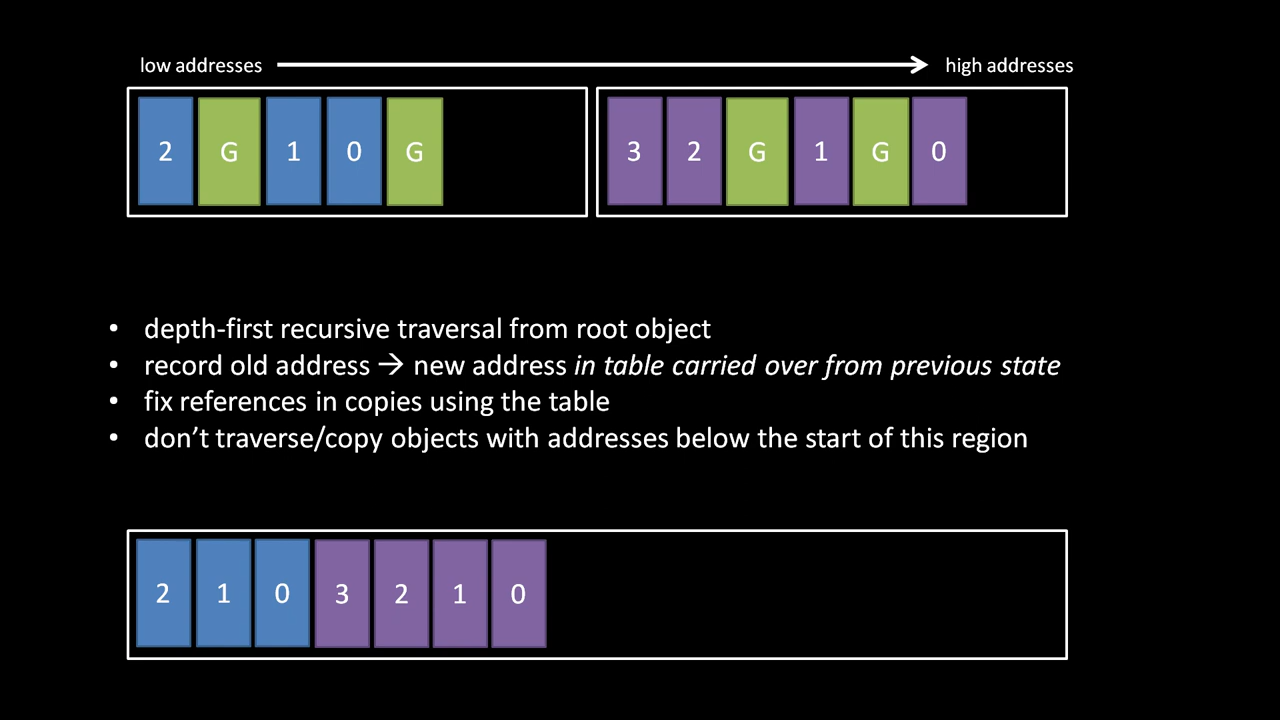 low addresses high addresses
2 G 1 0 G 3 2 G 1 G 0
• depth-first recursive traversal from root object
• record old address → new address in table carried over from previous state
• fix references in copies using the table
• don’t traverse/copy objects with addresses below the start of this region
2 1 0 3 2 1 0